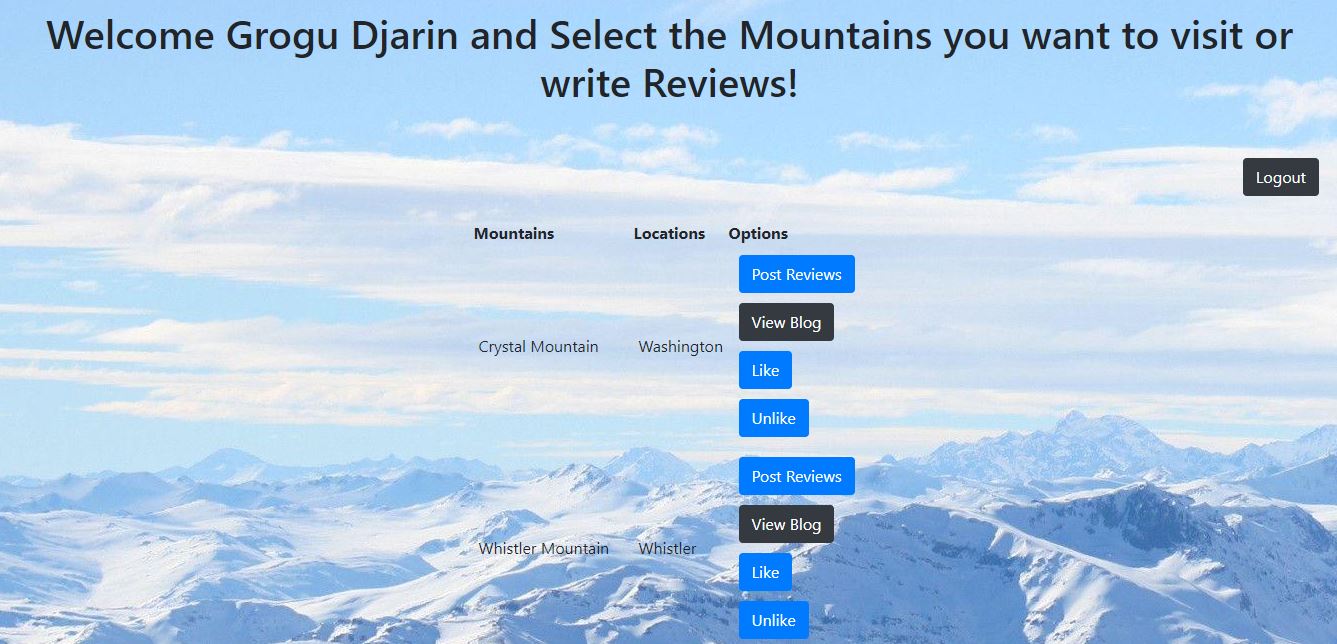 Welcome Grogu Djarin and Select the Mountains you want to visit or
write Reviews!
Logout
Mountains Locations Options
Post Reviews
View Blog
Crystal Mountain Washington
Like
Unlike
Post Reviews
View Blog
Whistler Mountain Whistler
Like
Unlike